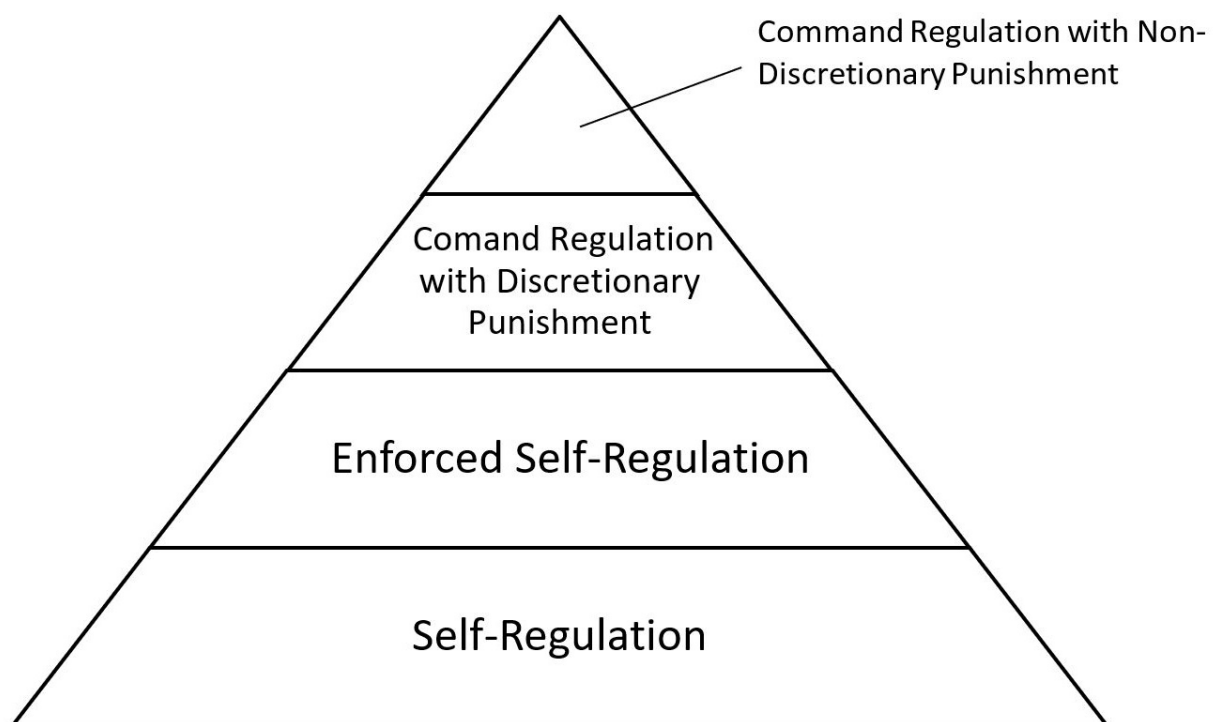 Command Regulation with Non-
Discretionary Punishment
Comand Regulation
with Discretionary
Punishment
Enforced Self-Regulation
Self-Regulation